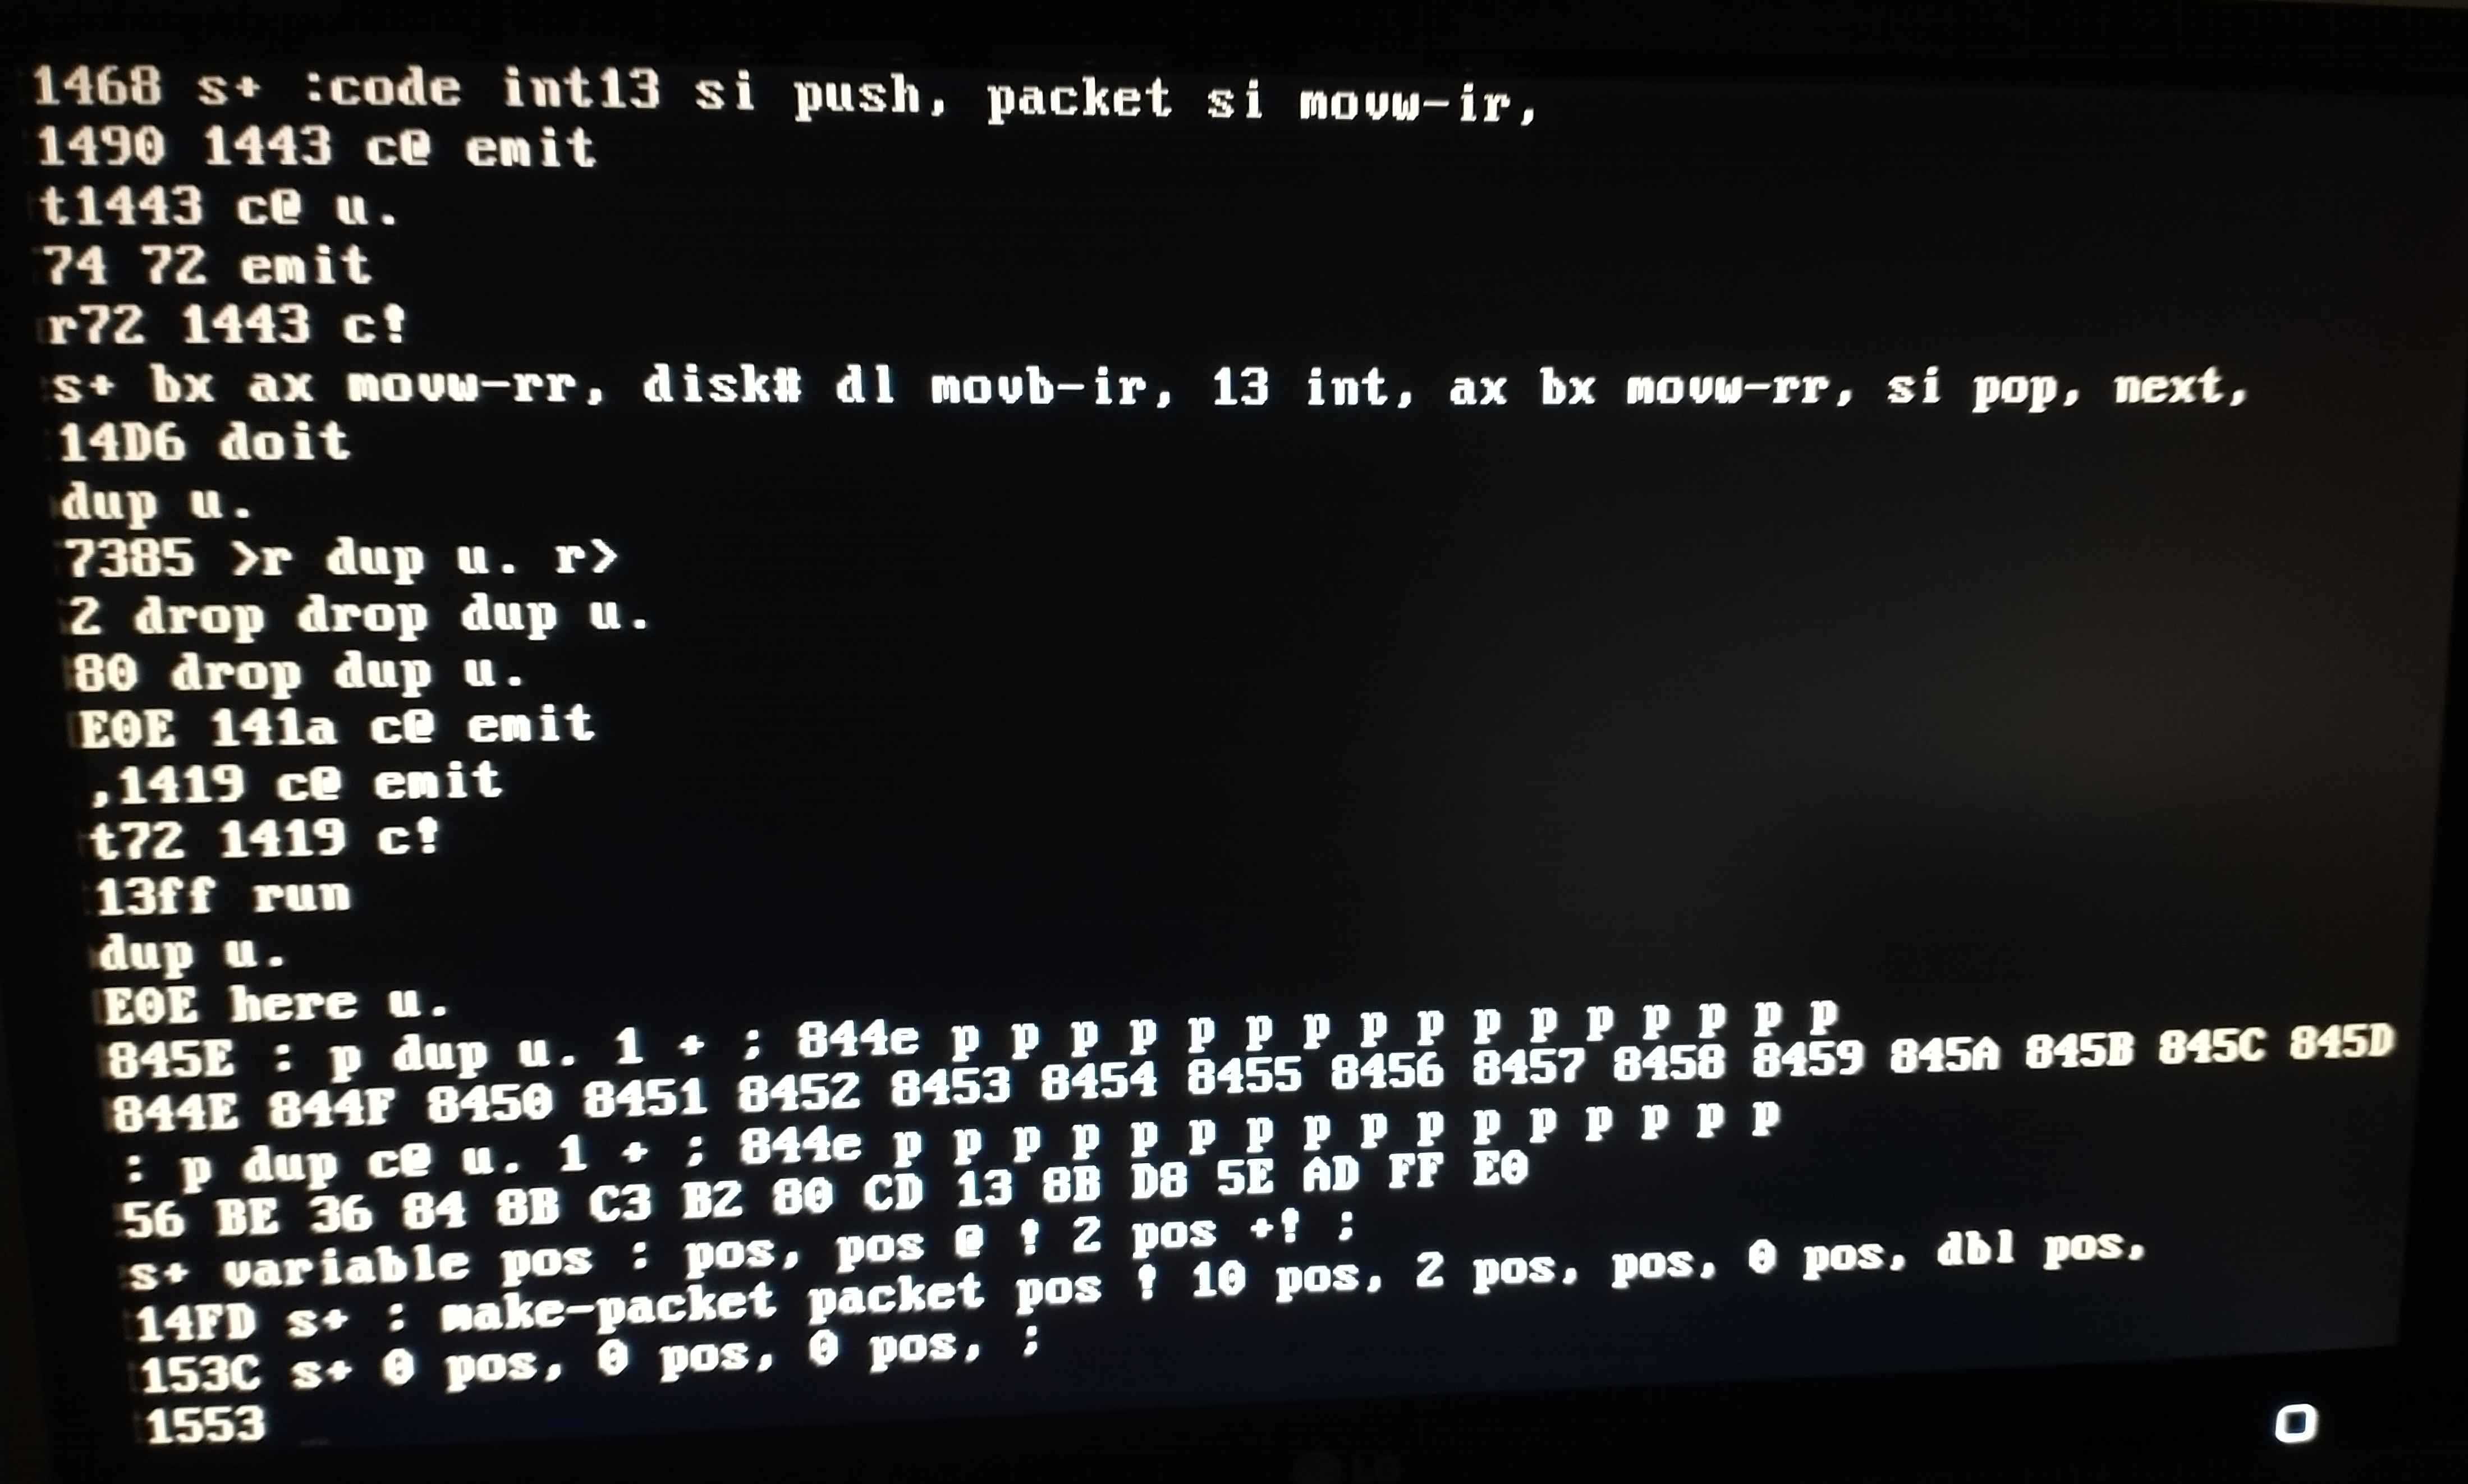 1468 s+ :code int13 si push, packet si movw-ir,
1490 1443 c@ emit
t1443 c@ u.
74 72 emit
r72 1443 c!
s+ bx ax movw-rr, disk# dl movb-ir, 13 int, ax bx movw-rr, si pop, next,
14D6 doit
dup u.
7385 >r dup u. r>
2 drop drop dup u.
80 drop dup u.
E0E 141a c@ emit
,1419 c@ emit
t72 1419 c!
13ff run
dup u.
E0E here u.
845E : p dup u. 1 + ; 844e p p p p p p p p p p p p p p p p
844E 844F 8450 8451 8452 8453 8454 8455 8456 8457 8458 8459 845A 845B 845C 845D
: p dup c@ u. 1 + ; 844e p p p p p p p p p p p p p p p p
56 BE 36 84 8B C3 B2 80 CD 13 8B D8 5E AD FF E0
s+ variable pos : pos, pos @ ! 2 pos +! ;
14FD s+ : make-packet packet pos ! 10 pos, 2 pos, pos, 0 pos, dbl pos,
153C s+ 0 pos, 0 pos, 0 pos, ;
1553